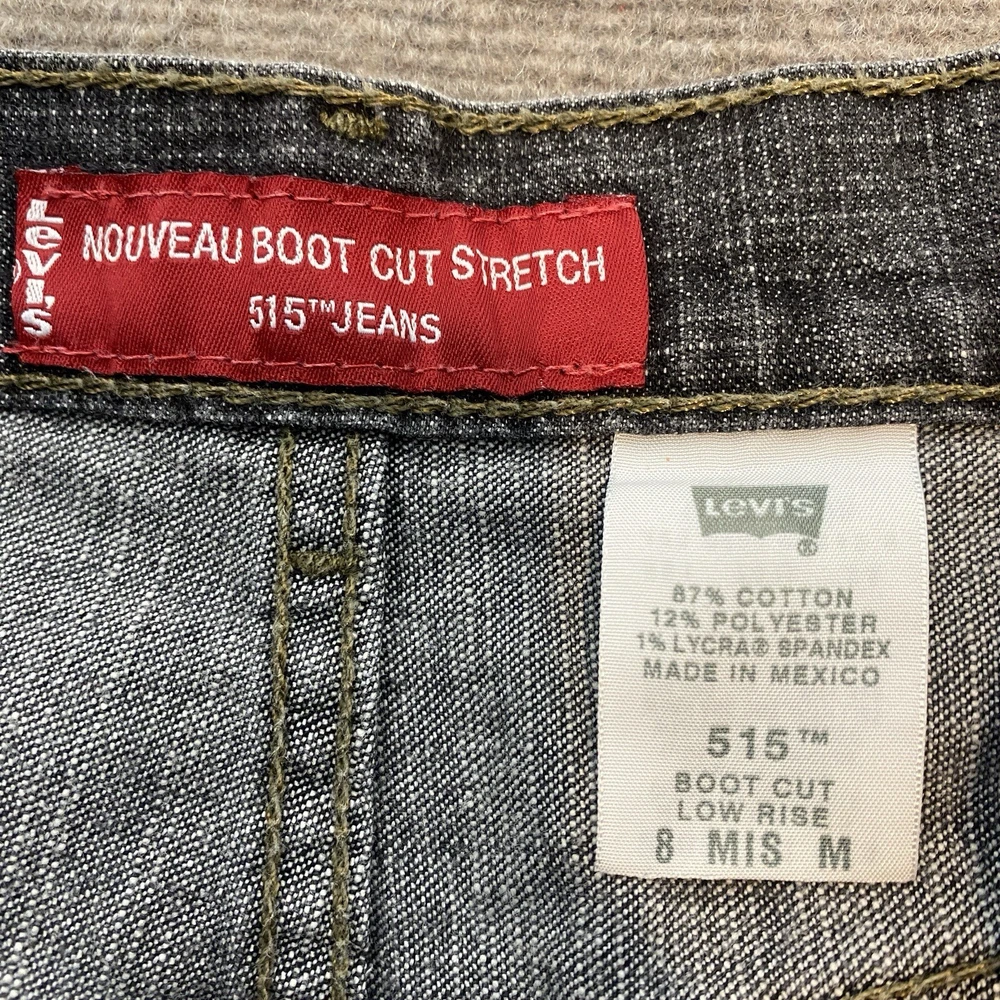 Levi's
NOUVEAU BOOT CUT STRETCH
515™ JEANS
LEVI'S
®
87% COTTON
12% POLYESTER
1% LYCRA® SPANDEX
MADE IN MEXICO
515™
BOOT CUT
LOW RISE
8 MIS M